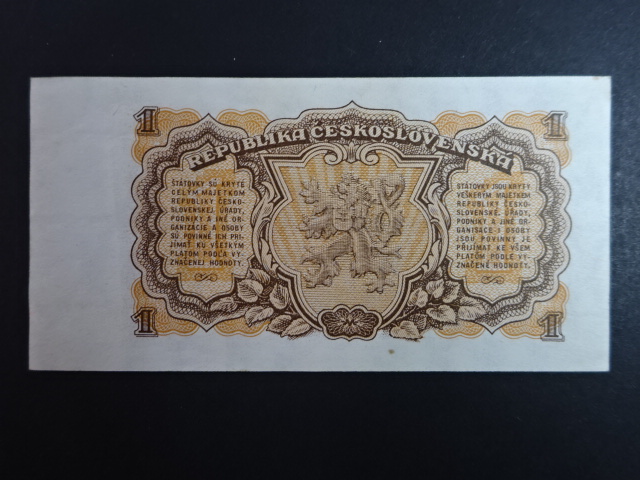 1
1
REPUBLIKA ČESKOSLOVENSKÁ
ŠTÁTOVKY SÚ KRYTÉ
CELÝM MAJETKOM
REPUBLIKY ČESKO-
SLOVENSKEJ. ÚRADY,
PODNIKY A INÉ OR-
GANIZÁCIE A OSOBY
SÚ POVINNÉ ICH PRI-
JÍMAŤ KU VŠETKÝM
PLATOM PODĽA VY-
ZNAČENEJ HODNOTY.
STÁTOVKY JSOU KRYTY
VEŠKERÝM MAJETKEM
REPUBLIKY ČESKO-
SLOVENSKÉ. ÚŘADY,
PODNIKY A JINÉ OR-
GANISACE I OSOBY
JSOU POVINNY JE
PŘIJÍMAT KE VŠEM
PLATŮM PODLE VY-
ZNAČENÉ HODNOTY.
1
1